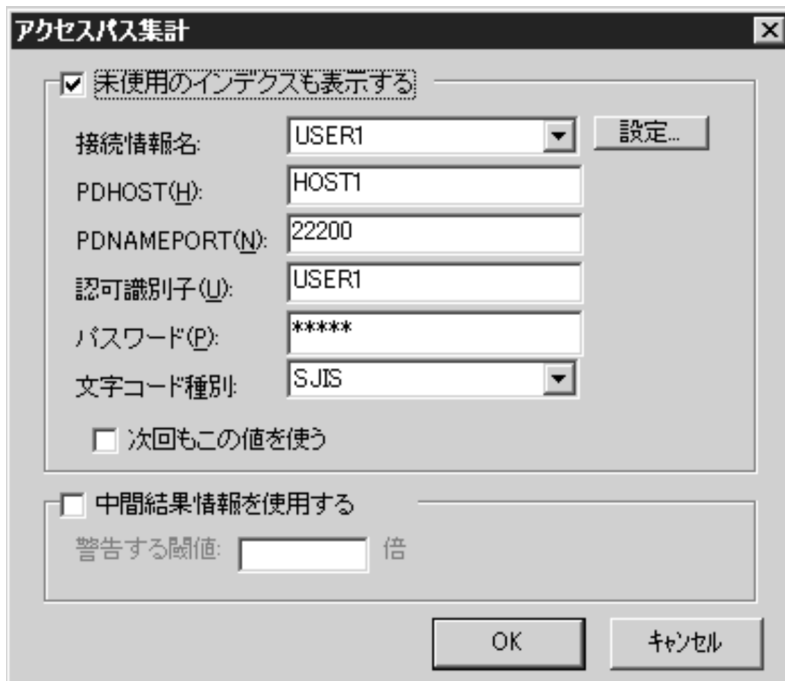 アクセスパス集計
未使用のインデクスも表示する
接続情報名: USER1 設定...
PDHOST(H): HOST1
PDNAMEPORT(N): 22200
認可識別子(U): USER1
パスワード(P): *****
文字コード種別: SJIS
次回もこの値を使う
中間結果情報を使用する
警告する閾値: 倍
OK キャンセル